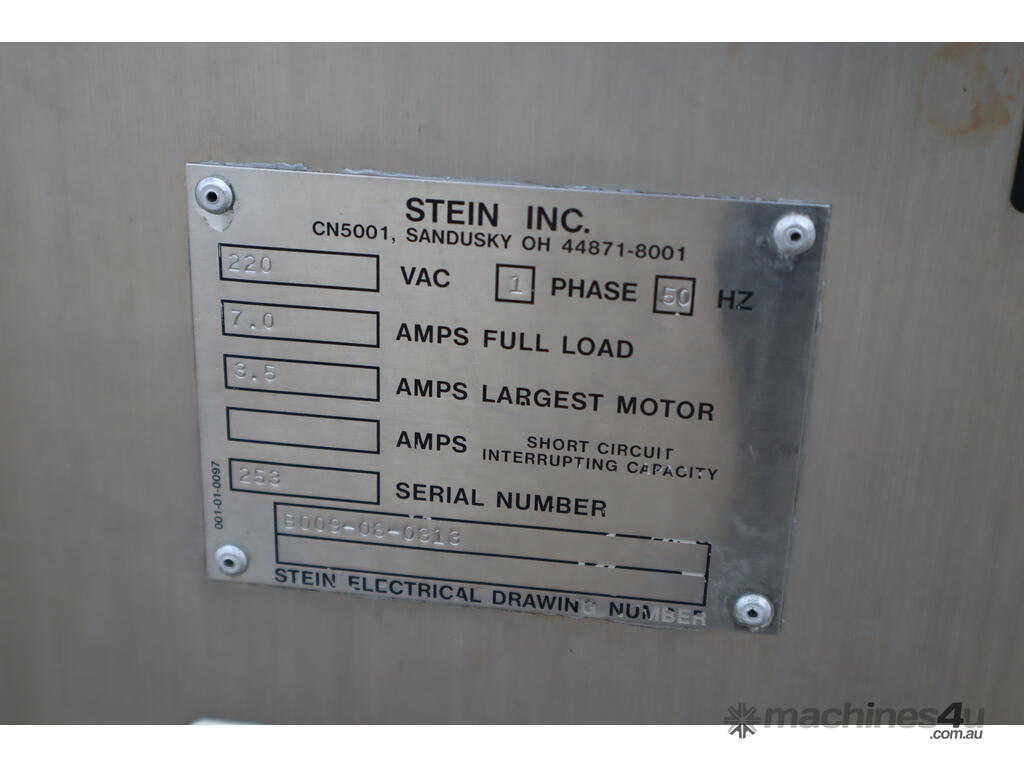 STEIN INC.
CN5001, SANDUSKY OH 44871-8001
220 VAC 1 PHASE 50 HZ
7.0 AMPS FULL LOAD
3.5 AMPS LARGEST MOTOR
AMPS SHORT CIRCUIT
INTERRUPTING CAPACITY
253 SERIAL NUMBER
B009-08-0313
STEIN ELECTRICAL DRAWING NUMBER
001-01-0097
machines4u
.com.au